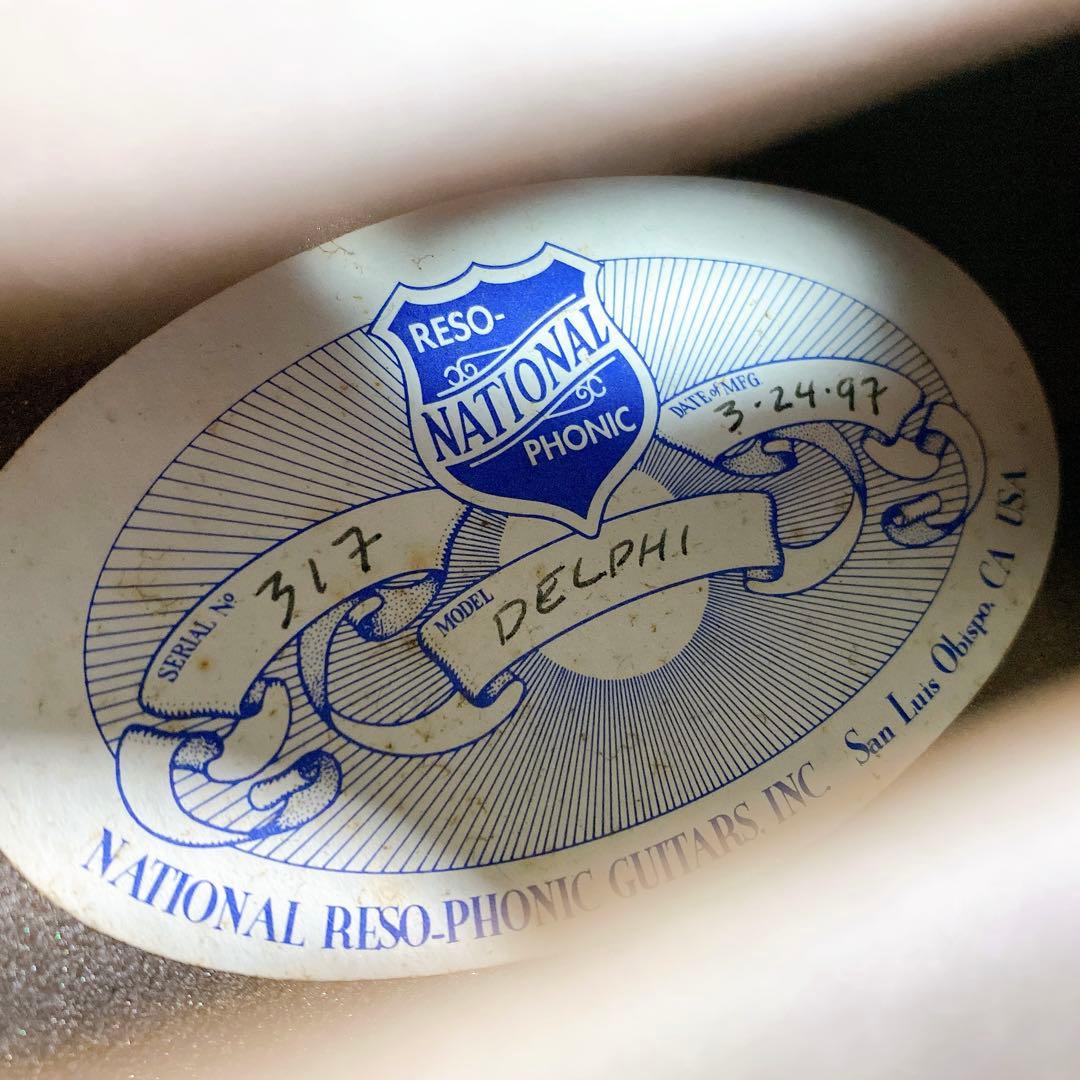 RESO-
NATIONAL
PHONIC
DATE of MFG. 3·24·97
SERIAL Nº 317
MODEL DELPHI
NATIONAL RESO-PHONIC GUITARS, INC. San Luis Obispo, CA USA